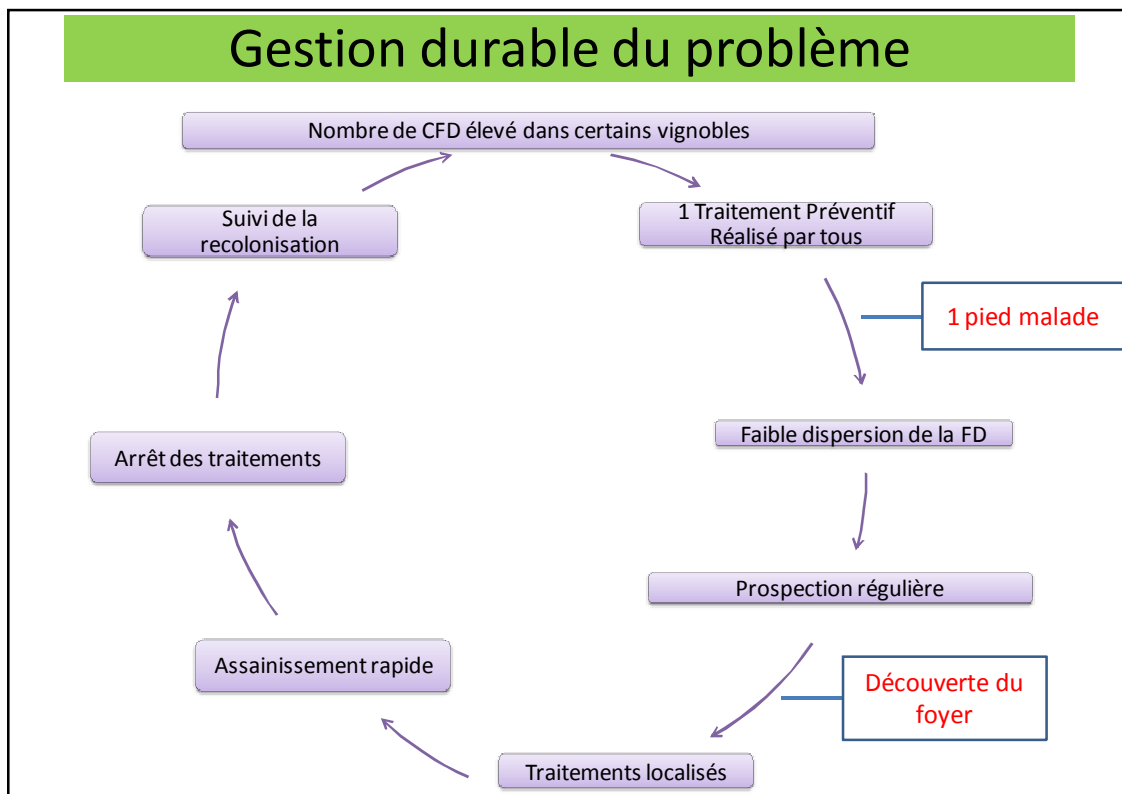 Gestion durable du problème
Nombre de CFD élevé dans certains vignobles
1 Traitement Préventif
Réalisé par tous
1 pied malade
Faible dispersion de la FD
Prospection régulière
Découverte du
foyer
Traitements localisés
Assainissement rapide
Arrêt des traitements
Suivi de la
recolonisation